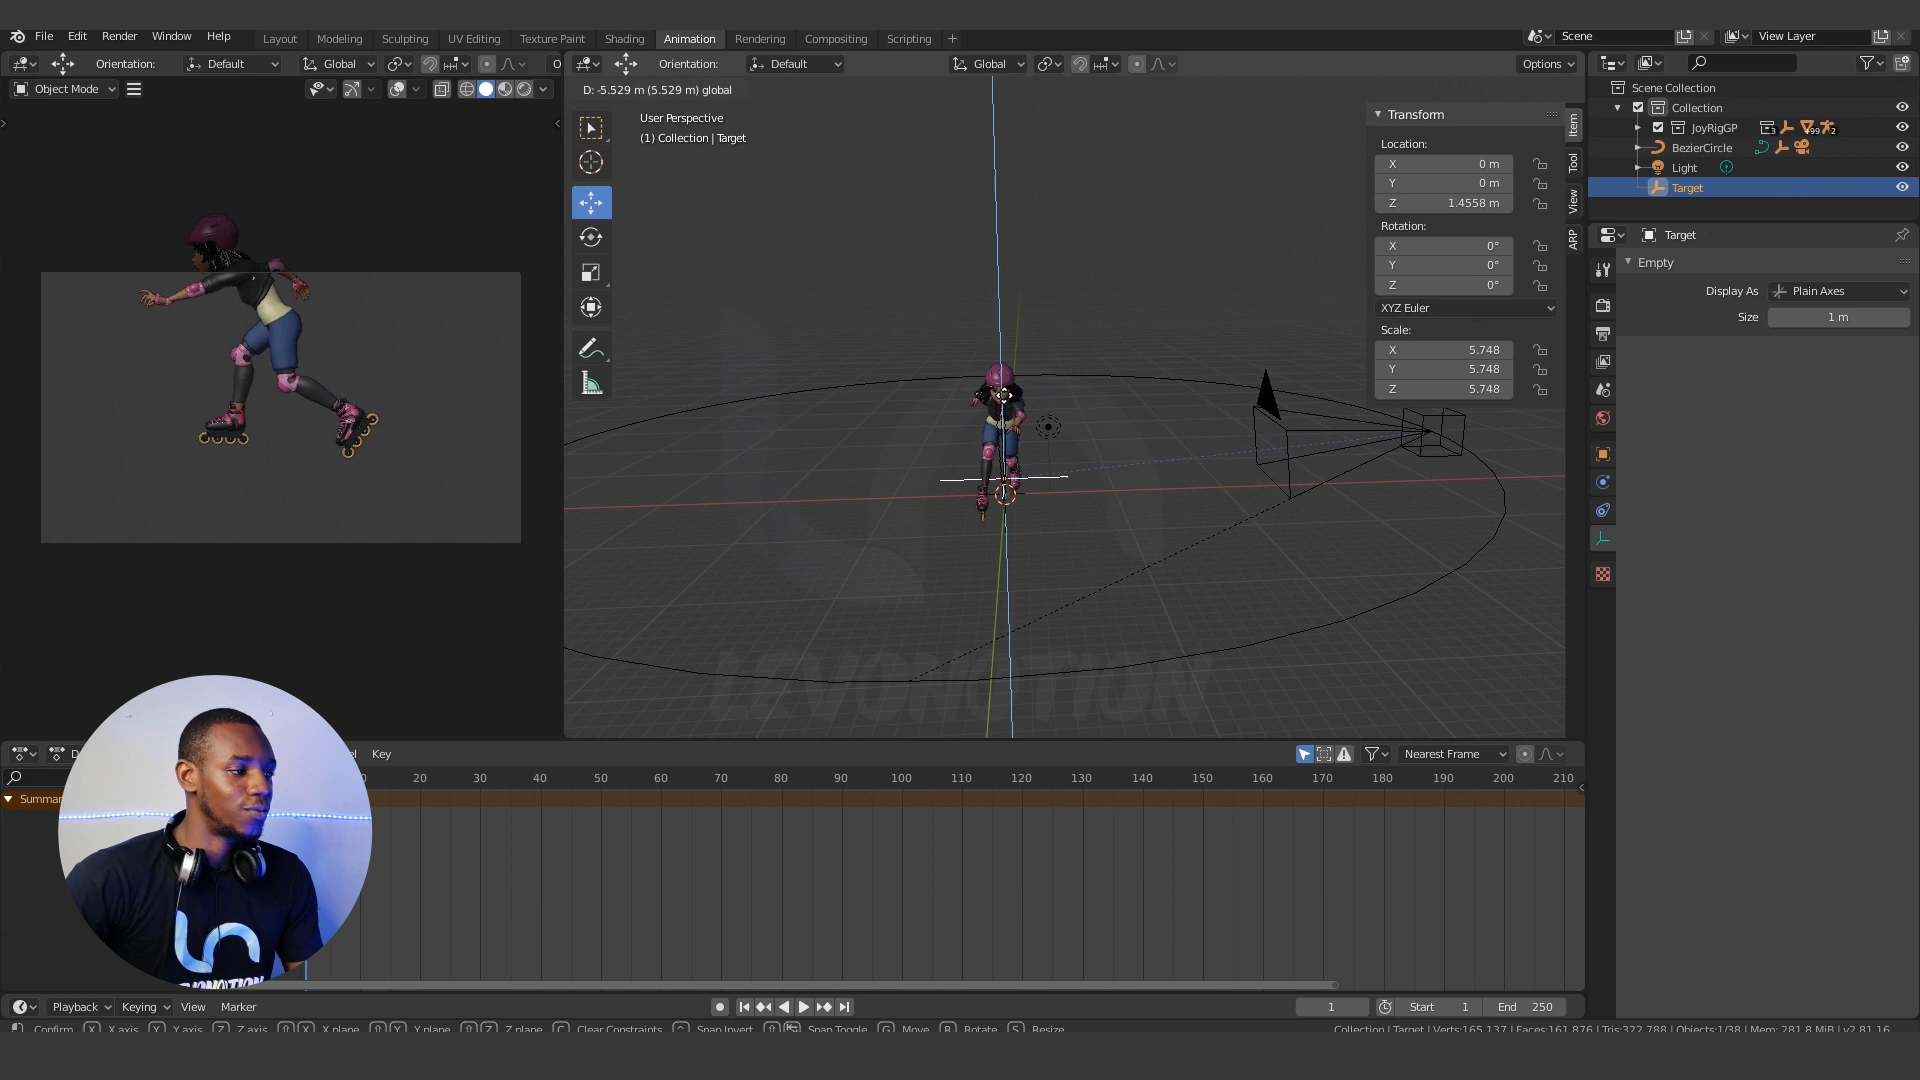 File Edit Render Window Help
Layout Modeling Sculpting UV Editing Texture Paint Shading Animation Rendering Compositing Scripting +
Scene View Layer
Orientation: Default Global
Orientation: Default Global Options
Object Mode
D: -5.529 m (5.529 m) global
User Perspective
(1) Collection | Target
Transform
Location:
X 0 m
Y 0 m
Z 1.4558 m
Rotation:
X 0°
Y 0°
Z 0°
XYZ Euler
Scale:
X 5.748
Y 5.748
Z 5.748
Item
Tool
View
ARP
Scene Collection
Collection
JoyRigGP 3 +99 2
BezierCircle
Light
Target
Target
Empty
Display As Plain Axes
Size 1 m
LEVONOTION
Key
Nearest Frame
20 30 40 50 60 70 80 90 100 110 120 130 140 150 160 170 180 190 200 210
Summar
Playback Keying View Marker
1 Start 1 End 250
Confirm X X axis Y Y axis Z Z axis X X plane Y Y plane Z Z plane C Clear Constraints Snap Invert Snap Toggle G Move R Rotate S Resize
Collection | Target | Verts:165,137 | Faces:161,876 | Tris:322,788 | Objects:1/38 | Mem: 281.8 MiB | v2.81.16